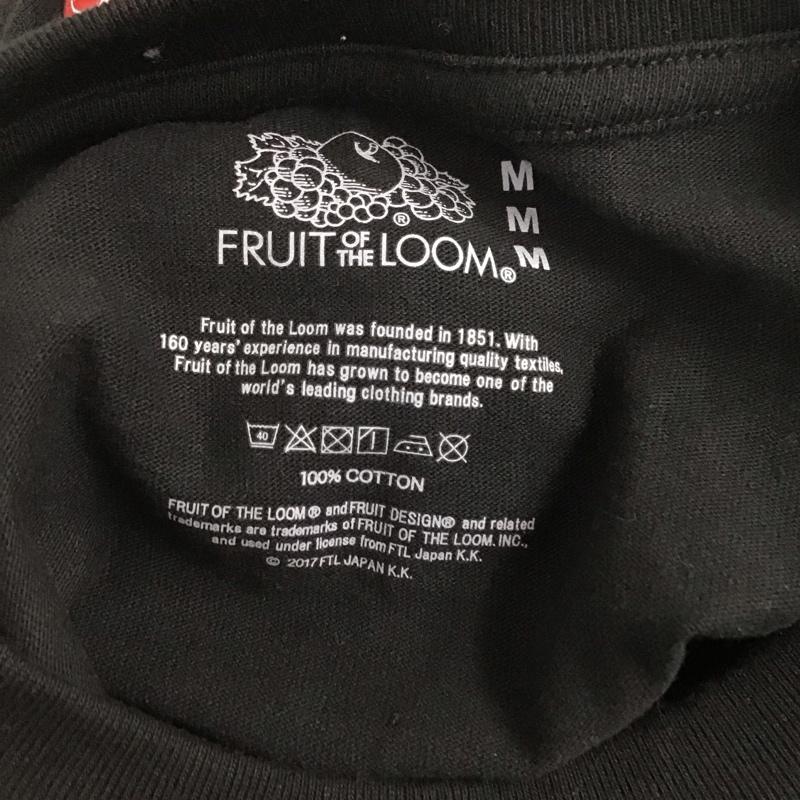 M
M
M
FRUIT OF THE LOOM®
®
Fruit of the Loom was founded in 1851. With
160 years' experience in manufacturing quality textiles,
Fruit of the Loom has grown to become one of the
world's leading clothing brands.
40
100% COTTON
FRUIT OF THE LOOM® and FRUIT DESIGN® and related
trademarks are trademarks of FRUIT OF THE LOOM. INC.,
and used under license from FTL Japan K.K.
© 2017 FTL JAPAN K.K.